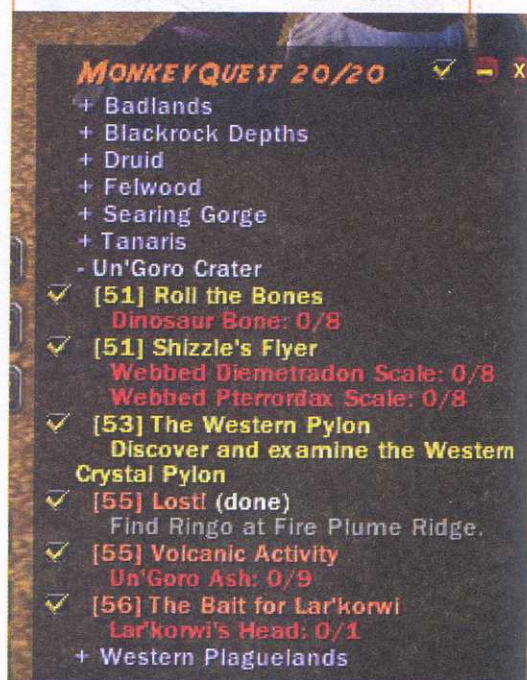 MONKEYQUEST 20/20 X
+ Badlands
+ Blackrock Depths
+ Druid
+ Felwood
+ Searing Gorge
+ Tanaris
- Un'Goro Crater
[51] Roll the Bones
Dinosaur Bone: 0/8
[51] Shizzle's Flyer
Webbed Diemetradon Scale: 0/8
Webbed Pterrordax Scale: 0/8
[53] The Western Pylon
Discover and examine the Western
Crystal Pylon
[55] Lost! (done)
Find Ringo at Fire Plume Ridge.
[55] Volcanic Activity
Un'Goro Ash: 0/9
[56] The Bait for Lar'korwi
Lar'korwi's Head: 0/1
+ Western Plaguelands